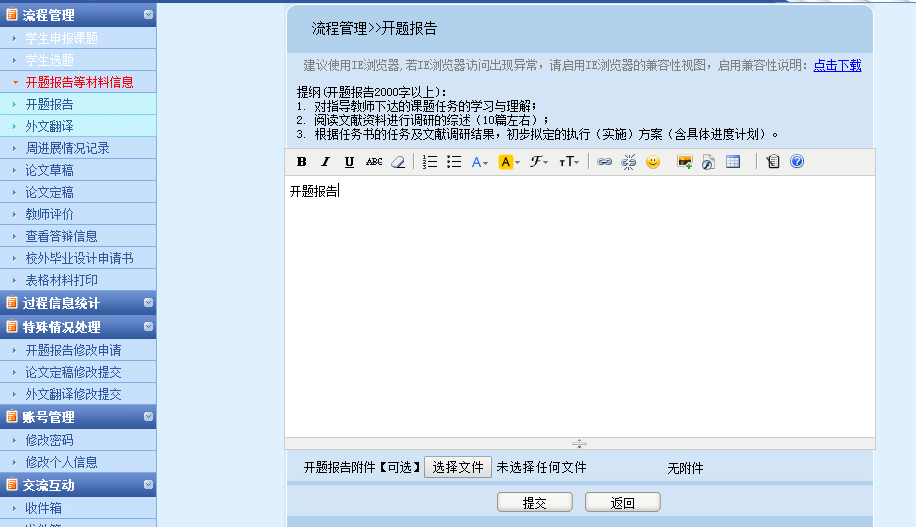 流程管理
学生申报课题
学生选题
开题报告等材料信息
开题报告
外文翻译
周进展情况记录
论文草稿
论文定稿
教师评价
查看答辩信息
校外毕业设计申请书
表格材料打印
过程信息统计
特殊情况处理
开题报告修改申请
论文定稿修改提交
外文翻译修改提交
账号管理
修改密码
修改个人信息
交流互动
收件箱
流程管理>>开题报告
建议使用IE浏览器,若IE浏览器访问出现异常，请启用IE浏览器的兼容性视图，启用兼容性说明：点击下载
提纲(开题报告2000字以上)：
1. 对指导教师下达的课题任务的学习与理解；
2. 阅读文献资料进行调研的综述（10篇左右）；
3. 根据任务书的任务及文献调研结果，初步拟定的执行（实施）方案（含具体进度计划）。
B I U ABC A A F TT
开题报告
开题报告附件【可选】 选择文件 未选择任何文件 无附件
提交 返回